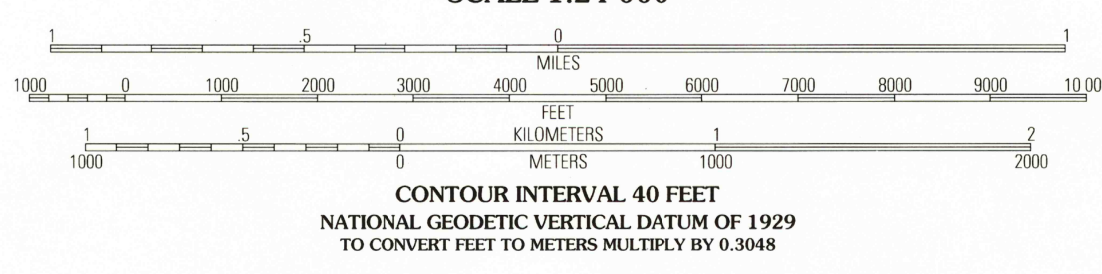 SCALE 1:24 000
1 .5 0 1
MILES
1000 0 1000 2000 3000 4000 5000 6000 7000 8000 9000 10 00
FEET
1 .5 0 KILOMETERS 1 2
1000 0 METERS 1000 2000
CONTOUR INTERVAL 40 FEET
NATIONAL GEODETIC VERTICAL DATUM OF 1929
TO CONVERT FEET TO METERS MULTIPLY BY 0.3048